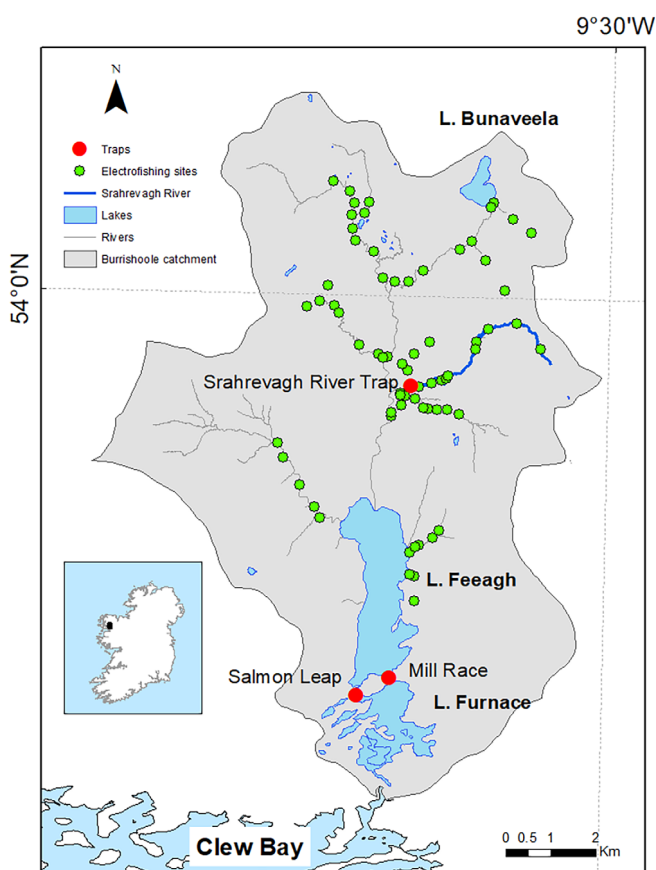 9°30'W
L. Bunaveela
N
Traps
Electrofishing sites
Srahrevagh River
Lakes
Rivers
Burrishoole catchment
54°0'N
Srahrevagh River Trap
L. Feeagh
Salmon Leap
Mill Race
L. Furnace
Clew Bay
0 0.5 1 2
Km